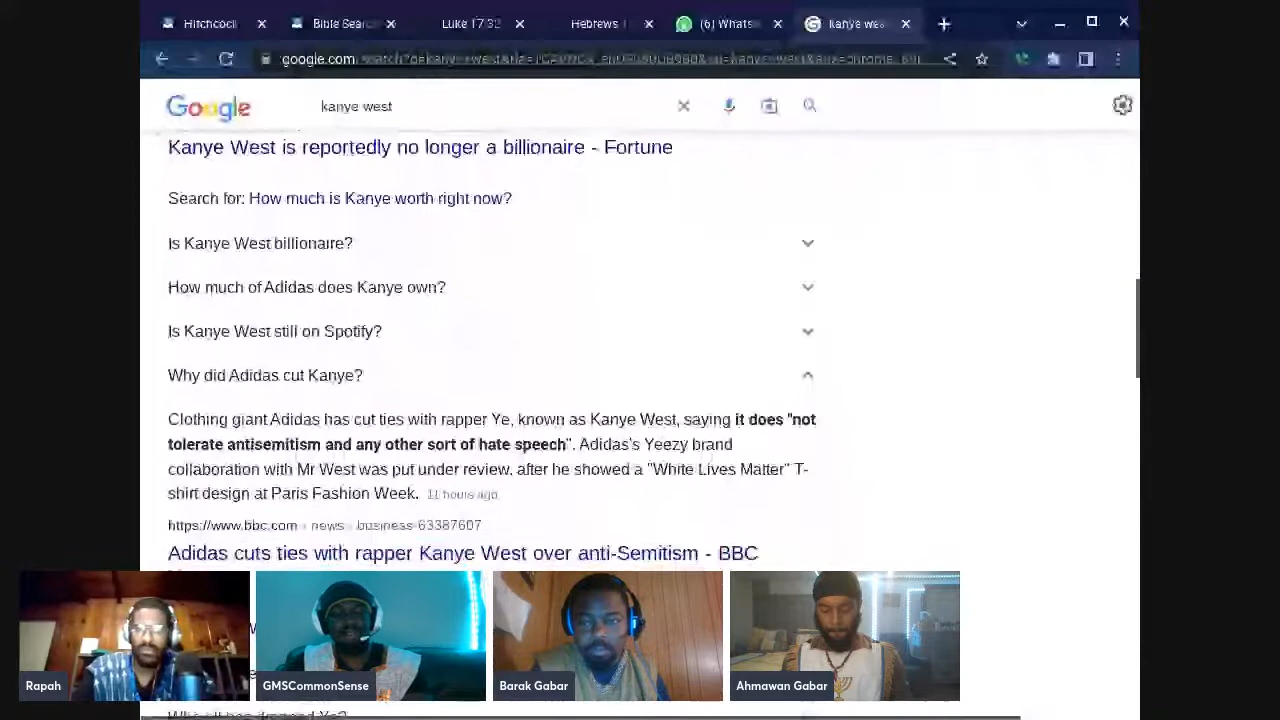 Hitchcock
Bible Sear
Luke 17:32
Hebrews 1
(6) Whats
kanye wes
google.com
Google
kanye west
Kanye West is reportedly no longer a billionaire - Fortune
Search for: How much is Kanye worth right now?
Is Kanye West billionaire?
How much of Adidas does Kanye own?
Is Kanye West still on Spotify?
Why did Adidas cut Kanye?
Clothing giant Adidas has cut ties with rapper Ye, known as Kanye West, saying it does "not
tolerate antisemitism and any other sort of hate speech". Adidas's Yeezy brand
collaboration with Mr West was put under review, after he showed a "White Lives Matter" T-
shirt design at Paris Fashion Week. 11 hours ago
https://www.bbc.com › news › business-63387607
Adidas cuts ties with rapper Kanye West over anti-Semitism - BBC
Rapah
GMSCommonSense
Barak Gabar
Ahmawan Gabar